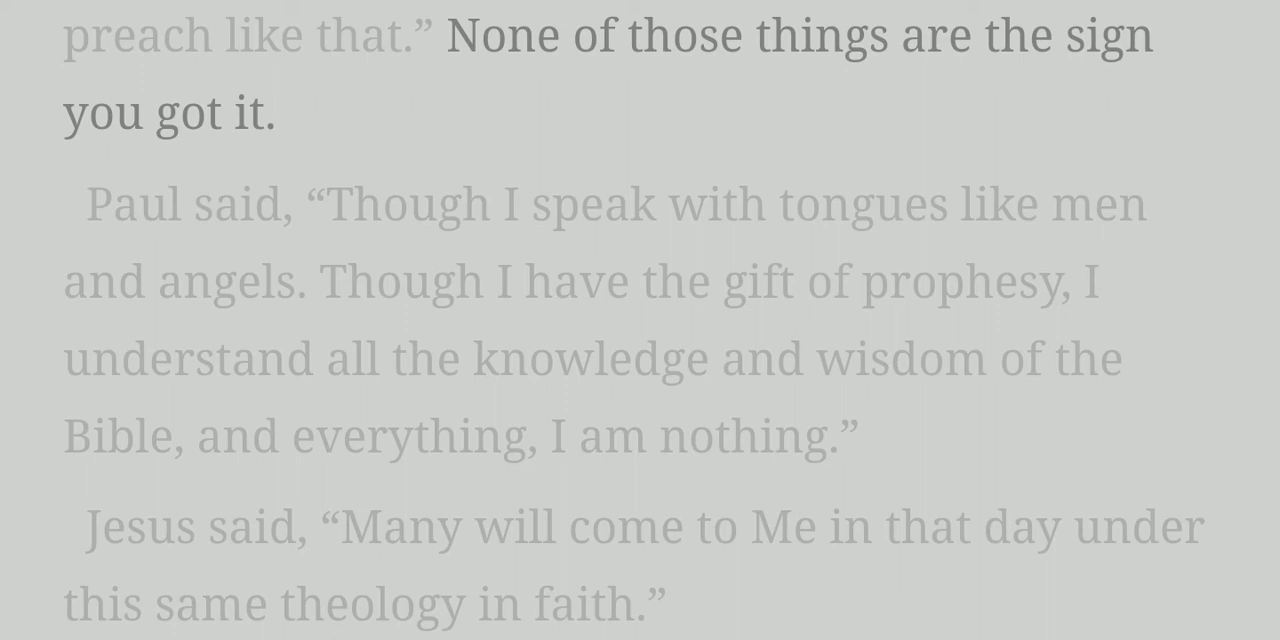 preach like that.” None of those things are the sign
you got it.
Paul said, “Though I speak with tongues like men
and angels. Though I have the gift of prophesy, I
understand all the knowledge and wisdom of the
Bible, and everything, I am nothing.”
Jesus said, “Many will come to Me in that day under
this same theology in faith.”